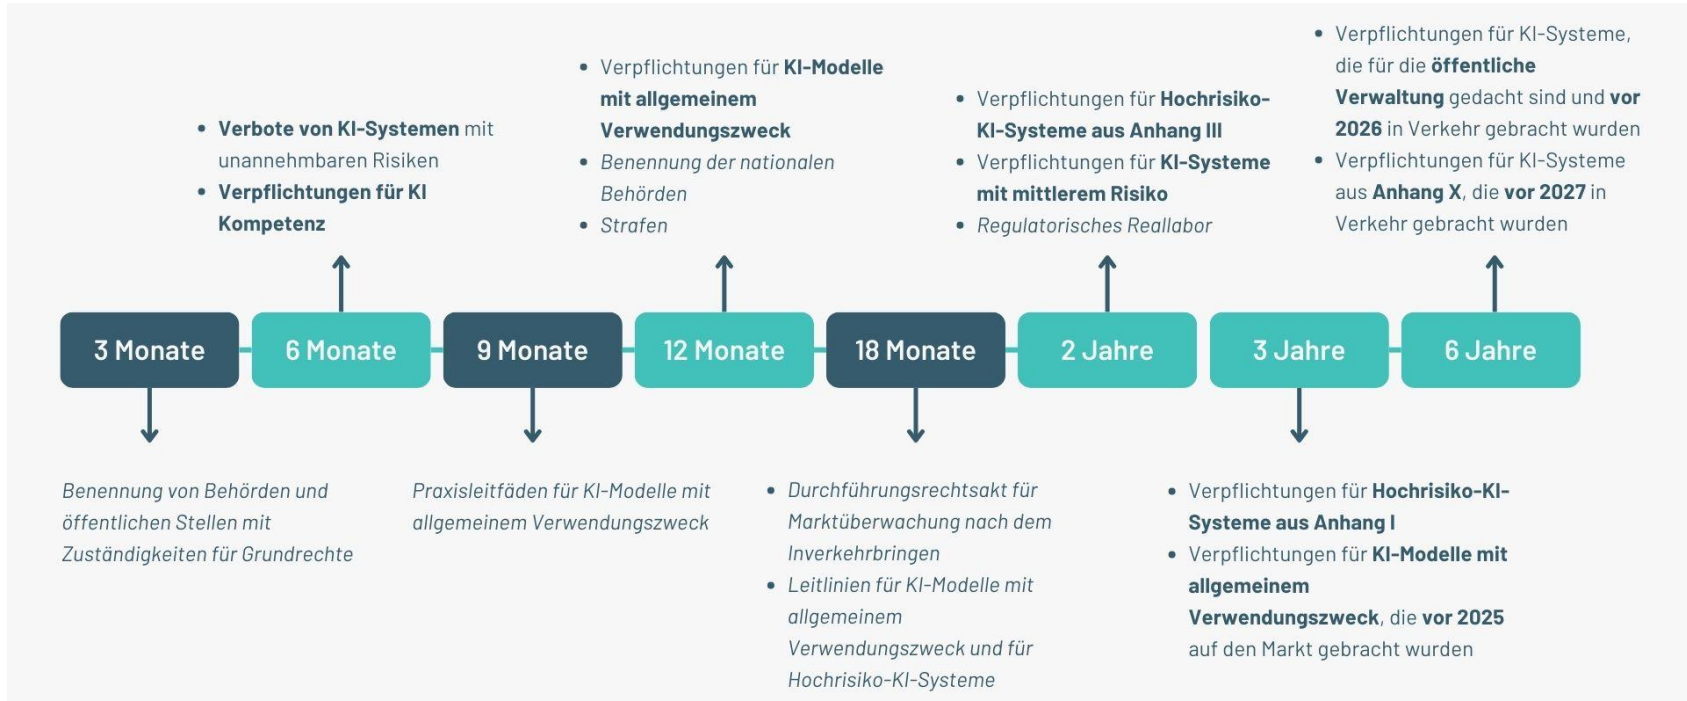 • Verbote von KI-Systemen mit
unannehmbaren Risiken
• Verpflichtungen für KI
Kompetenz
• Verpflichtungen für KI-Modelle
mit allgemeinem
Verwendungszweck
• Benennung der nationalen
Behörden
• Strafen
• Verpflichtungen für Hochrisiko-
KI-Systeme aus Anhang III
• Verpflichtungen für KI-Systeme
mit mittlerem Risiko
• Regulatorisches Reallabor
• Verpflichtungen für KI-Systeme,
die für die öffentliche
Verwaltung gedacht sind und vor
2026 in Verkehr gebracht wurden
• Verpflichtungen für KI-Systeme
aus Anhang X, die vor 2027 in
Verkehr gebracht wurden
3 Monate
6 Monate
9 Monate
12 Monate
18 Monate
2 Jahre
3 Jahre
6 Jahre
Benennung von Behörden und
öffentlichen Stellen mit
Zuständigkeiten für Grundrechte
Praxisleitfäden für KI-Modelle mit
allgemeinem Verwendungszweck
• Durchführungsrechtsakt für
Marktüberwachung nach dem
Inverkehrbringen
• Leitlinien für KI-Modelle mit
allgemeinem
Verwendungszweck und für
Hochrisiko-KI-Systeme
• Verpflichtungen für Hochrisiko-KI-
Systeme aus Anhang I
• Verpflichtungen für KI-Modelle mit
allgemeinem
Verwendungszweck, die vor 2025
auf den Markt gebracht wurden